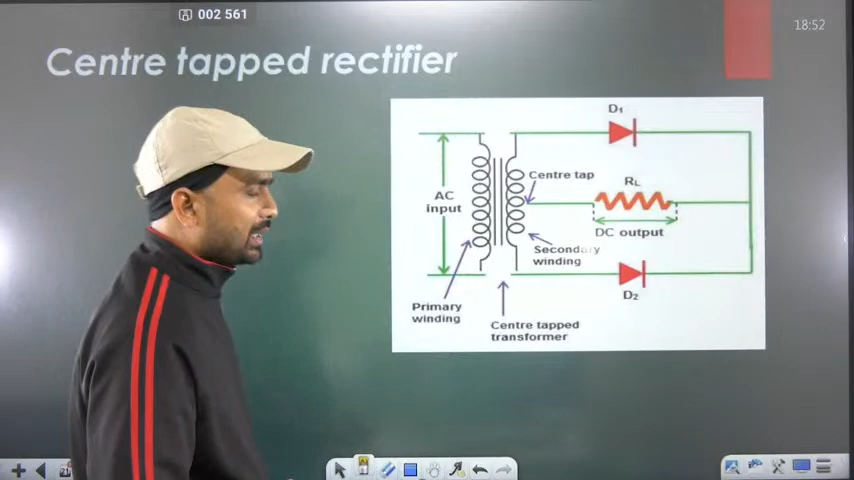 002 561
18:52
Centre tapped rectifier
D1
Centre tap
AC
input
RL
DC output
Secondary
winding
Primary
winding
D2
Centre tapped
transformer